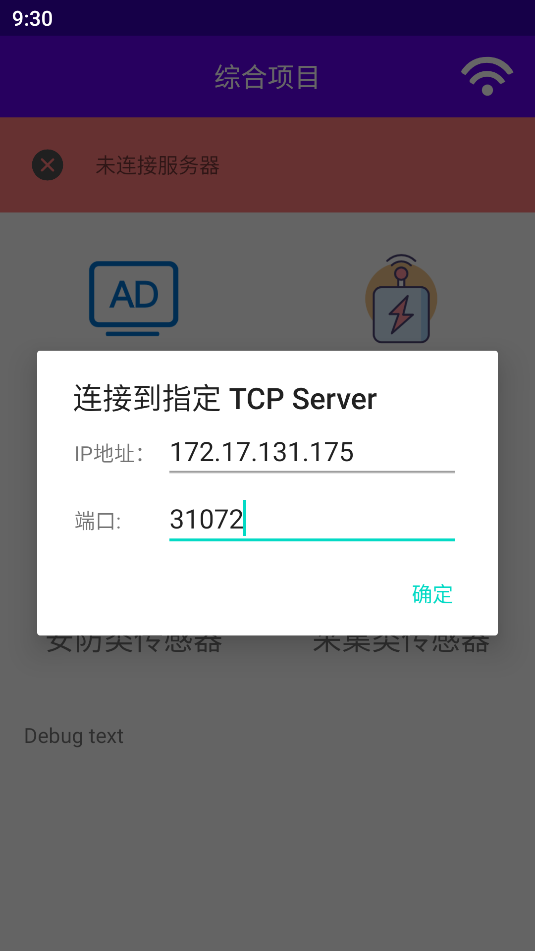 9:30
综合项目
未连接服务器
AD
连接到指定 TCP Server
IP地址：
172.17.131.175
端口:
31072
确定
安防类传感器
采集类传感器
Debug text